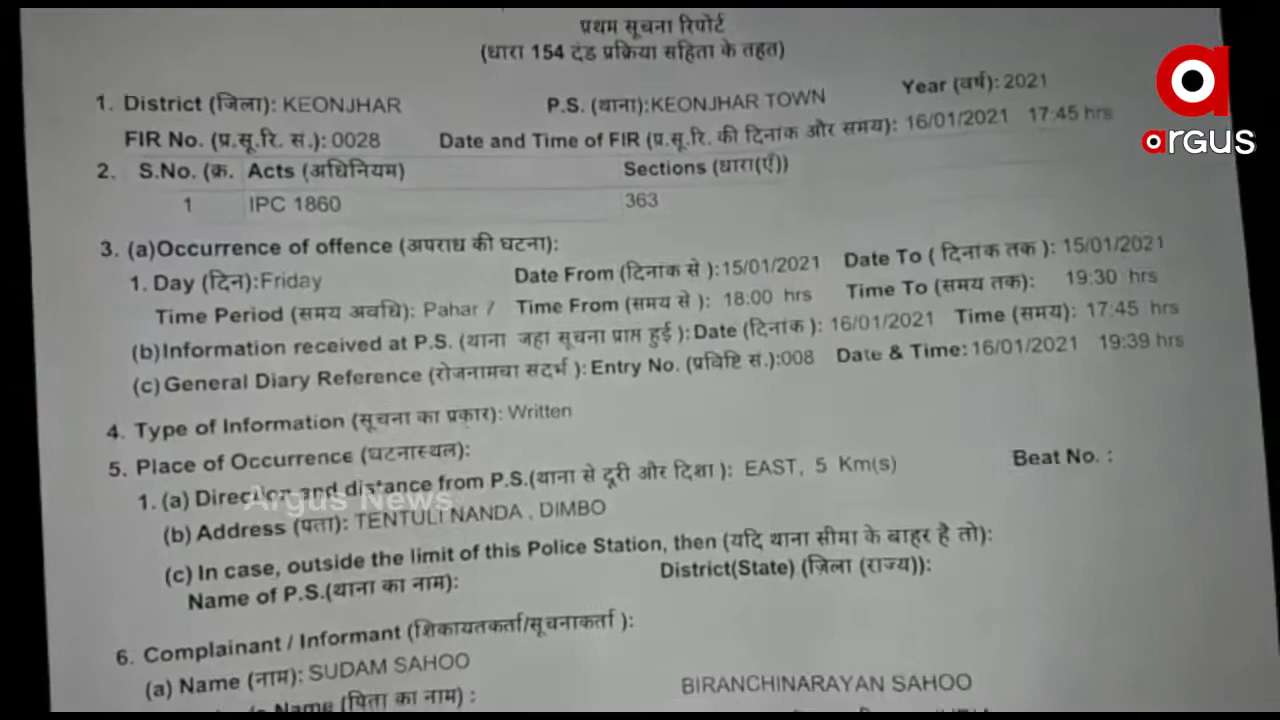 प्रथम सूचना रिपोर्ट
(धारा 154 दंड प्रक्रिया सहिता के तहत)
1. District (जिला): KEONJHAR P.S. (थाना):KEONJHAR TOWN Year (वर्ष): 2021
FIR No. (प्र.सू.रि. सं.): 0028 Date and Time of FIR (प्र.सू.रि. की दिनांक और समय): 16/01/2021 17:45 hrs
argus
2. S.No. (क्र. Acts (अधिनियम) Sections (धारा(एँ))
1 IPC 1860 363
3. (a)Occurrence of offence (अपराध की घटना):
1. Day (दिन):Friday Date From (दिनांक से ):15/01/2021 Date To ( दिनांक तक ): 15/01/2021
Time Period (समय अवधि): Pahar 7 Time From (समय से ): 18:00 hrs Time To (समय तक): 19:30 hrs
(b)Information received at P.S. (थाना जहां सूचना प्राप्त हुई ):Date (दिनांक ): 16/01/2021 Time (समय): 17:45 hrs
(c)General Diary Reference (रोजनामचा संदर्भ ):Entry No. (प्रविष्टि सं.):008 Date & Time:16/01/2021 19:39 hrs
4. Type of Information (सूचना का प्रकार): Written
5. Place of Occurrence (घटनास्थल):
1. (a) Direction and distance from P.S.(थाना से दूरी और दिशा ): EAST, 5 Km(s) Beat No. :
Argus News
(b) Address (पता): TENTULI NANDA , DIMBO
(c) In case, outside the limit of this Police Station, then (यदि थाना सीमा के बाहर है तो):
Name of P.S.(थाना का नाम): District(State) (ज़िला (राज्य)):
6. Complainant / Informant (शिकायतकर्ता/सूचनाकर्ता ):
(a) Name (नाम): SUDAM SAHOO
Name (पिता का नाम) : BIRANCHINARAYAN SAHOO